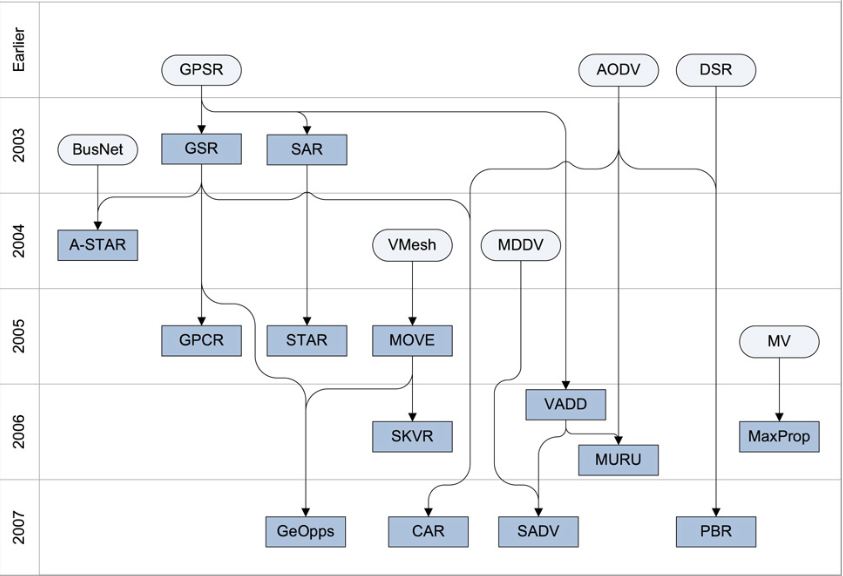 Earlier
GPSR
AODV
DSR
2003
BusNet
GSR
SAR
2004
A-STAR
VMesh
MDDV
2005
GPCR
STAR
MOVE
MV
2006
VADD
SKVR
MaxProp
MURU
2007
GeOpps
CAR
SADV
PBR